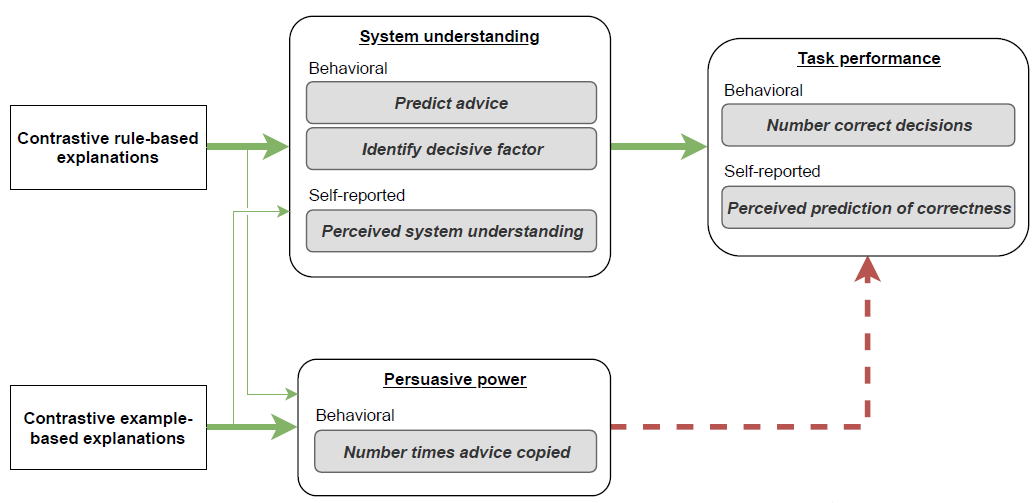 Contrastive rule-based
explanations
System understanding
Behavioral
Predict advice
Identify decisive factor
Self-reported
Perceived system understanding
Task performance
Behavioral
Number correct decisions
Self-reported
Perceived prediction of correctness
Contrastive example-
based explanations
Persuasive power
Behavioral
Number times advice copied